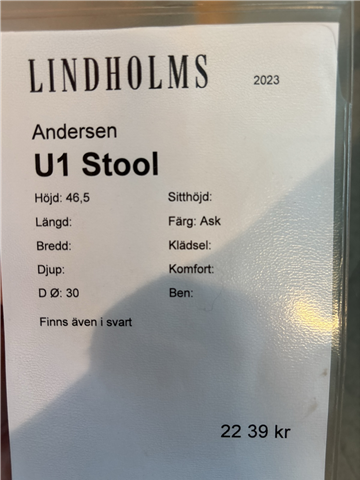 LINDHOLMS 2023
Andersen
U1 Stool
Höjd: 46,5 Sitthöjd:
Längd: Färg: Ask
Bredd: Klädsel:
Djup: Komfort:
D Ø: 30 Ben:
Finns även i svart
22 39 kr